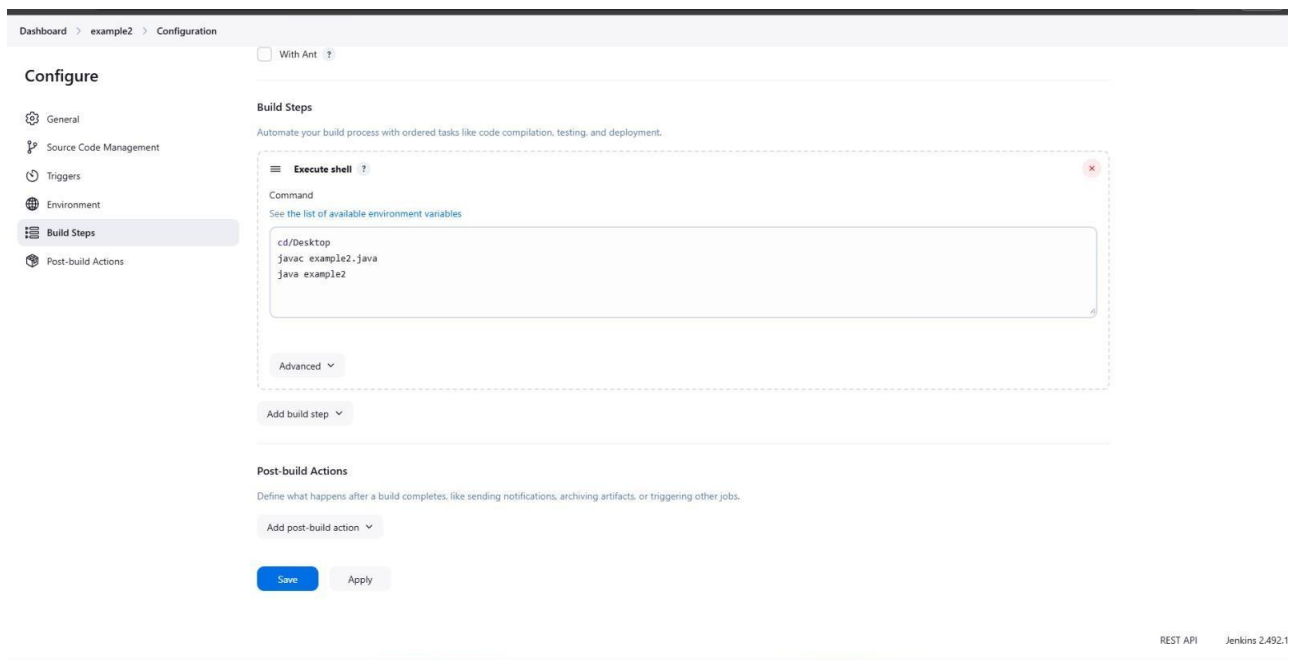 Dashboard > example2 > Configuration
Configure
General
Source Code Management
Triggers
Environment
Build Steps
Post-build Actions
With Ant ?
Build Steps
Automate your build process with ordered tasks like code compilation, testing, and deployment.
Execute shell ?
Command
See the list of available environment variables
cd/Desktop
javac example2.java
java example2
Advanced
Add build step
Post-build Actions
Define what happens after a build completes, like sending notifications, archiving artifacts, or triggering other jobs.
Add post-build action
Save Apply
REST API Jenkins 2.492.1